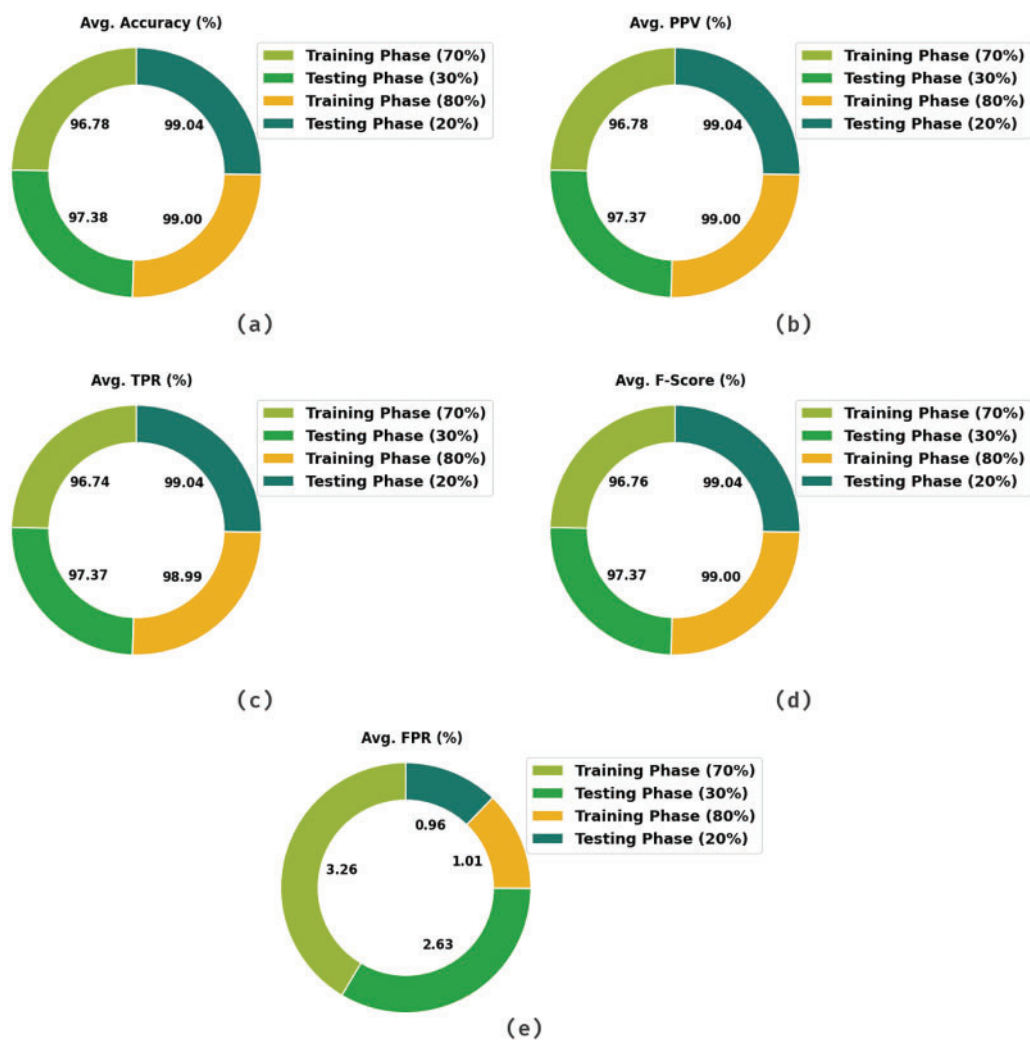 Avg. Accuracy (%)
Training Phase (70%)
Testing Phase (30%)
Training Phase (80%)
Testing Phase (20%)
96.78
99.04
97.38
99.00
(a)
Avg. PPV (%)
Training Phase (70%)
Testing Phase (30%)
Training Phase (80%)
Testing Phase (20%)
96.78
99.04
97.37
99.00
(b)
Avg. TPR (%)
Training Phase (70%)
Testing Phase (30%)
Training Phase (80%)
Testing Phase (20%)
96.74
99.04
97.37
98.99
(c)
Avg. F-Score (%)
Training Phase (70%)
Testing Phase (30%)
Training Phase (80%)
Testing Phase (20%)
96.76
99.04
97.37
99.00
(d)
Avg. FPR (%)
Training Phase (70%)
Testing Phase (30%)
Training Phase (80%)
Testing Phase (20%)
0.96
3.26
1.01
2.63
(e)